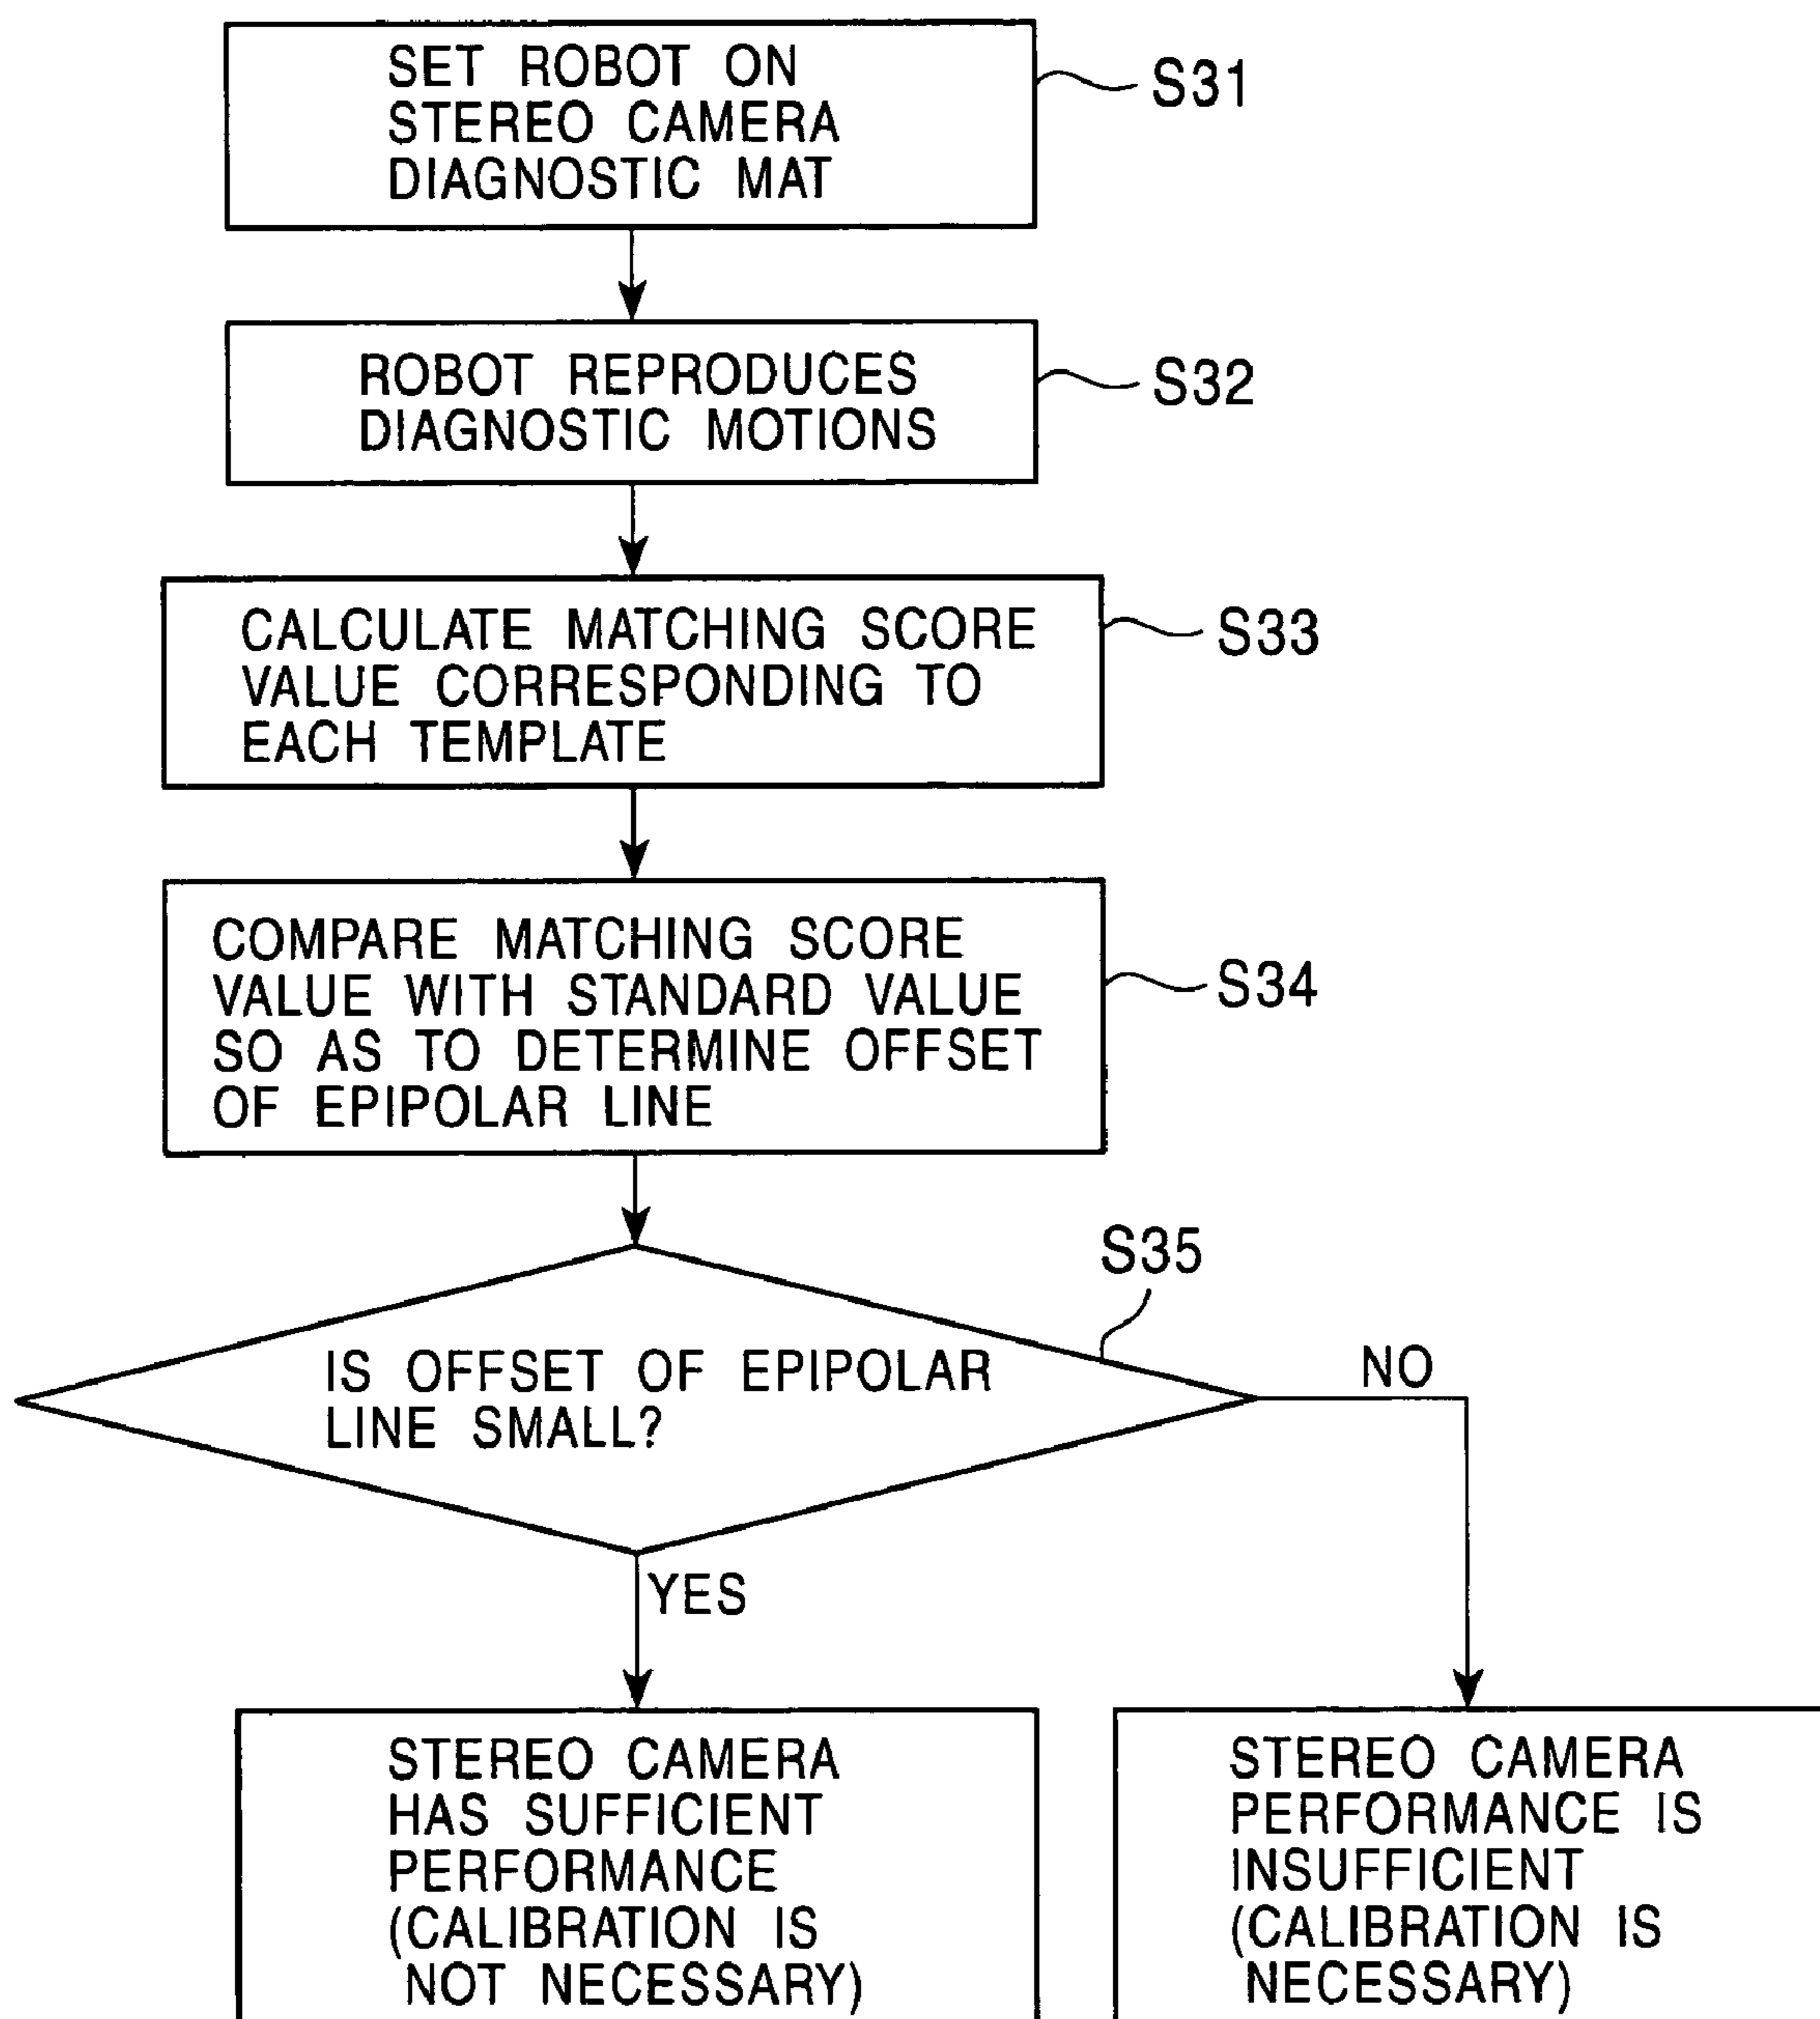 SET ROBOT ON
STEREO CAMERA
DIAGNOSTIC MAT
S31
ROBOT REPRODUCES
DIAGNOSTIC MOTIONS
S32
CALCULATE MATCHING SCORE
VALUE CORRESPONDING TO
EACH TEMPLATE
S33
COMPARE MATCHING SCORE
VALUE WITH STANDARD VALUE
SO AS TO DETERMINE OFFSET
OF EPIPOLAR LINE
S34
S35
IS OFFSET OF EPIPOLAR
LINE SMALL?
NO
YES
STEREO CAMERA
HAS SUFFICIENT
PERFORMANCE
(CALIBRATION IS
NOT NECESSARY)
STEREO CAMERA
PERFORMANCE IS
INSUFFICIENT
(CALIBRATION IS
NECESSARY)